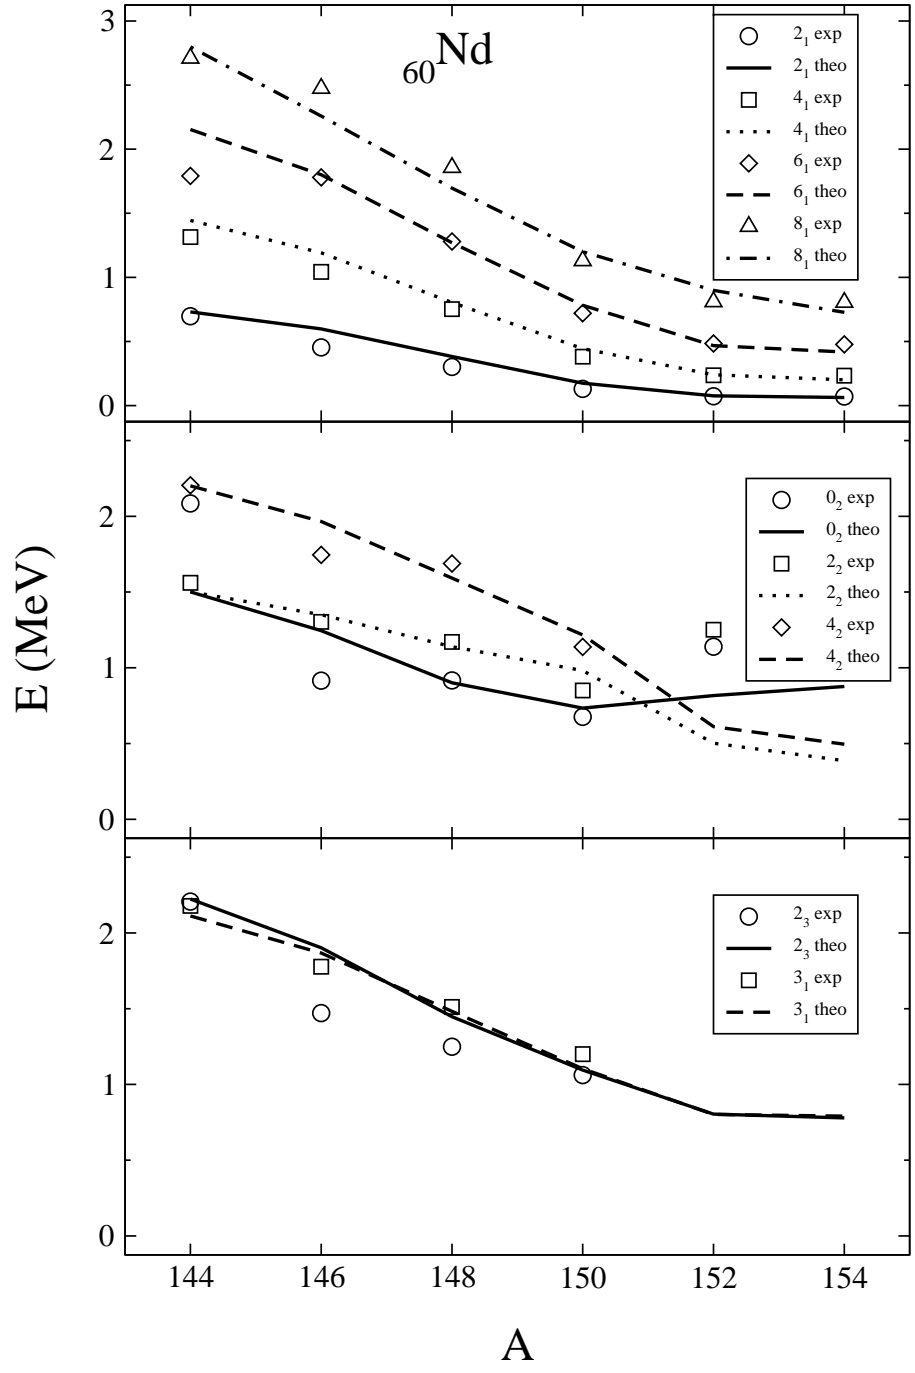 3
2
1
0
₆₀Nd
2₁ exp
2₁ theo
4₁ exp
4₁ theo
6₁ exp
6₁ theo
8₁ exp
8₁ theo
E (MeV)
2
1
0
0₂ exp
0₂ theo
2₂ exp
2₂ theo
4₂ exp
4₂ theo
2
1
0
2₃ exp
2₃ theo
3₁ exp
3₁ theo
144 146 148 150 152 154
A